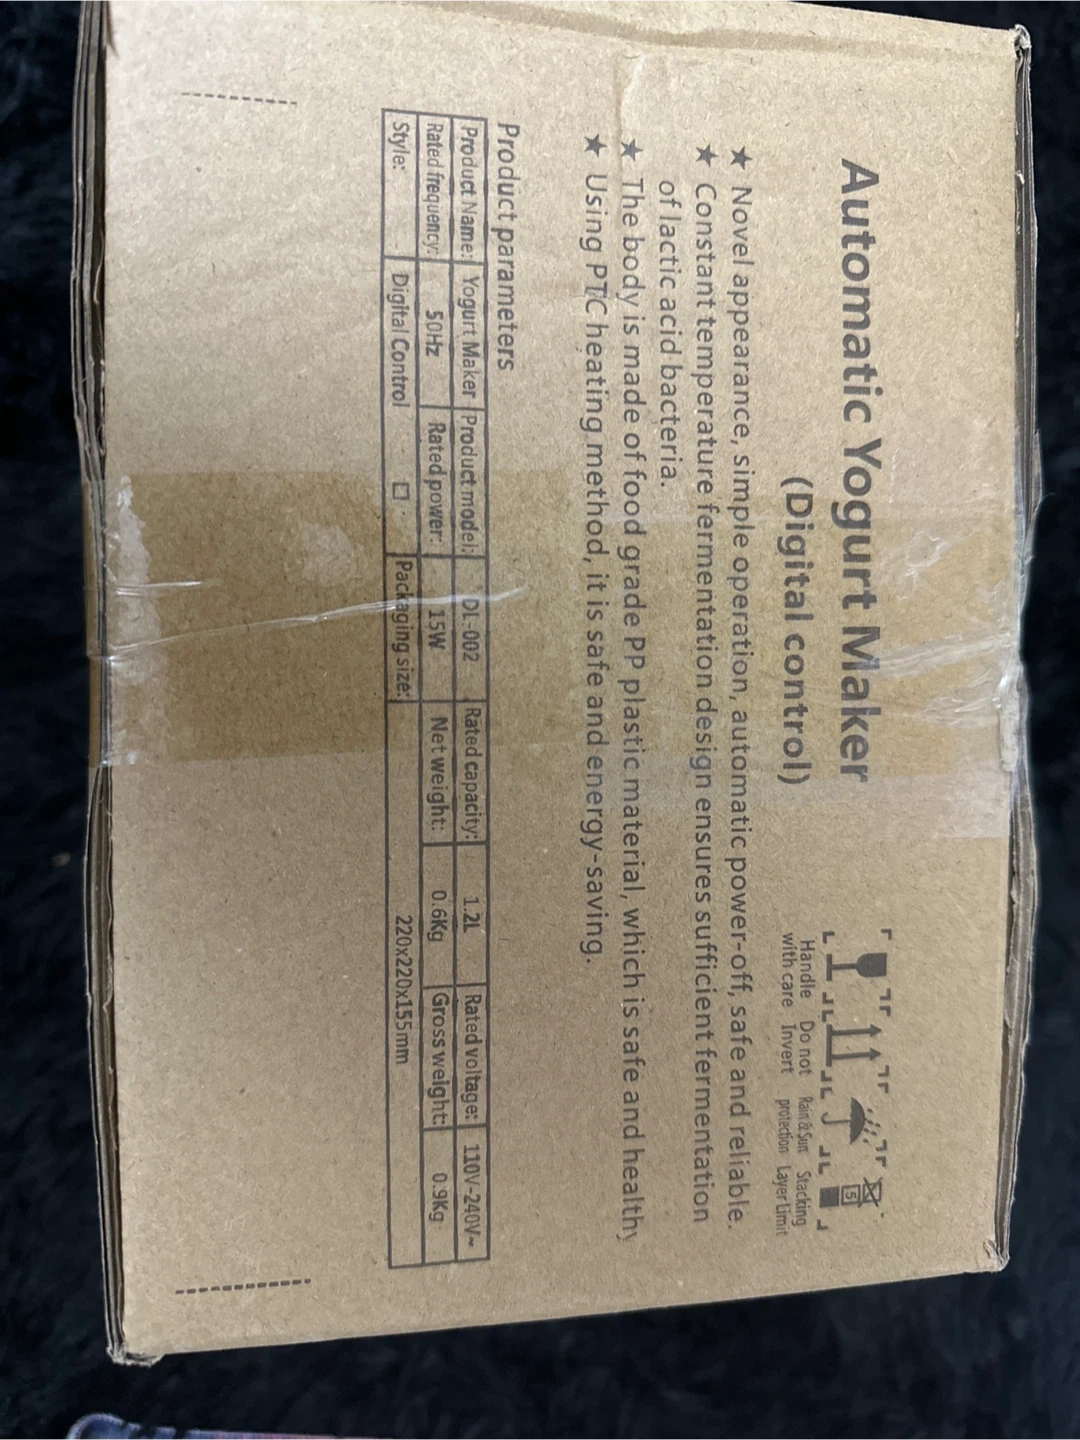 Automatic Yogurt Maker
(Digital control)
Handle with care
Do not Invert
Rain & Sun protection
Stacking Layer Limit
5
★ Novel appearance, simple operation, automatic power-off, safe and reliable.
★ Constant temperature fermentation design ensures sufficient fermentation
of lactic acid bacteria.
★ The body is made of food grade PP plastic material, which is safe and healthy
★ Using PTC heating method, it is safe and energy-saving.
Product parameters
Product Name: Yogurt Maker Product model: DL-002 Rated capacity: 1.2L Rated voltage: 110V-240V~
Rated frequency: 50Hz Rated power: 15W Net weight: 0.6Kg Gross weight: 0.9Kg
Style: Digital Control □ Packaging size: 220x220x155mm